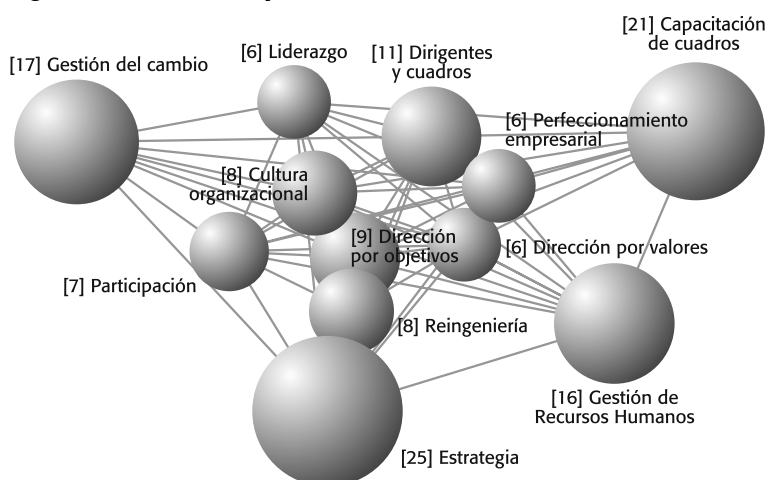 [21] Capacitación
de cuadros
[6] Liderazgo
[11] Dirigentes
y cuadros
[17] Gestión del cambio
[6] Perfeccionamiento
empresarial
[8] Cultura
organizacional
[9] Dirección
por objetivos
[6] Dirección por valores
[7] Participación
[8] Reingeniería
[16] Gestión de
Recursos Humanos
[25] Estrategia